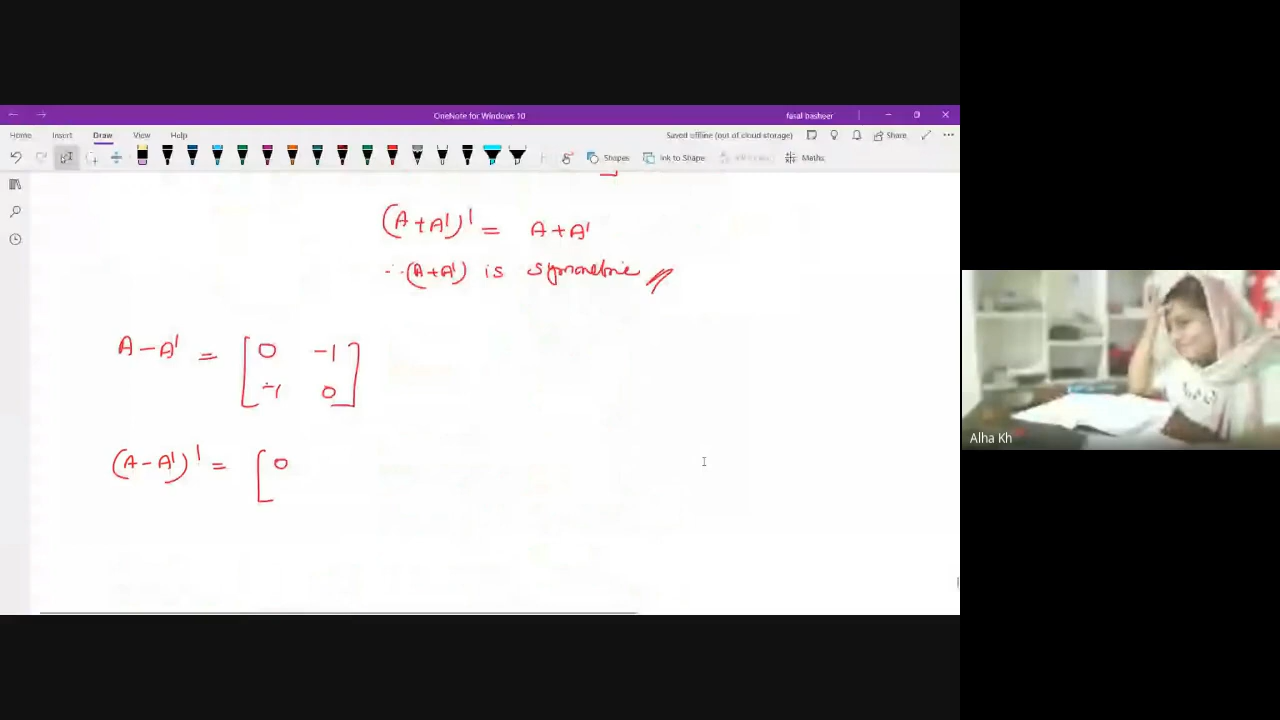 OneNote for Windows 10
faisal basheer
Home Insert Draw View Help
Saved offline (out of cloud storage)
Share
Shapes
Ink to Shape
Maths
(A+A')' = A+A'
∴(A+A') is symmetric //
A-A' = [0 -1
-1 0]
(A-A')' = [0
Alha Kh